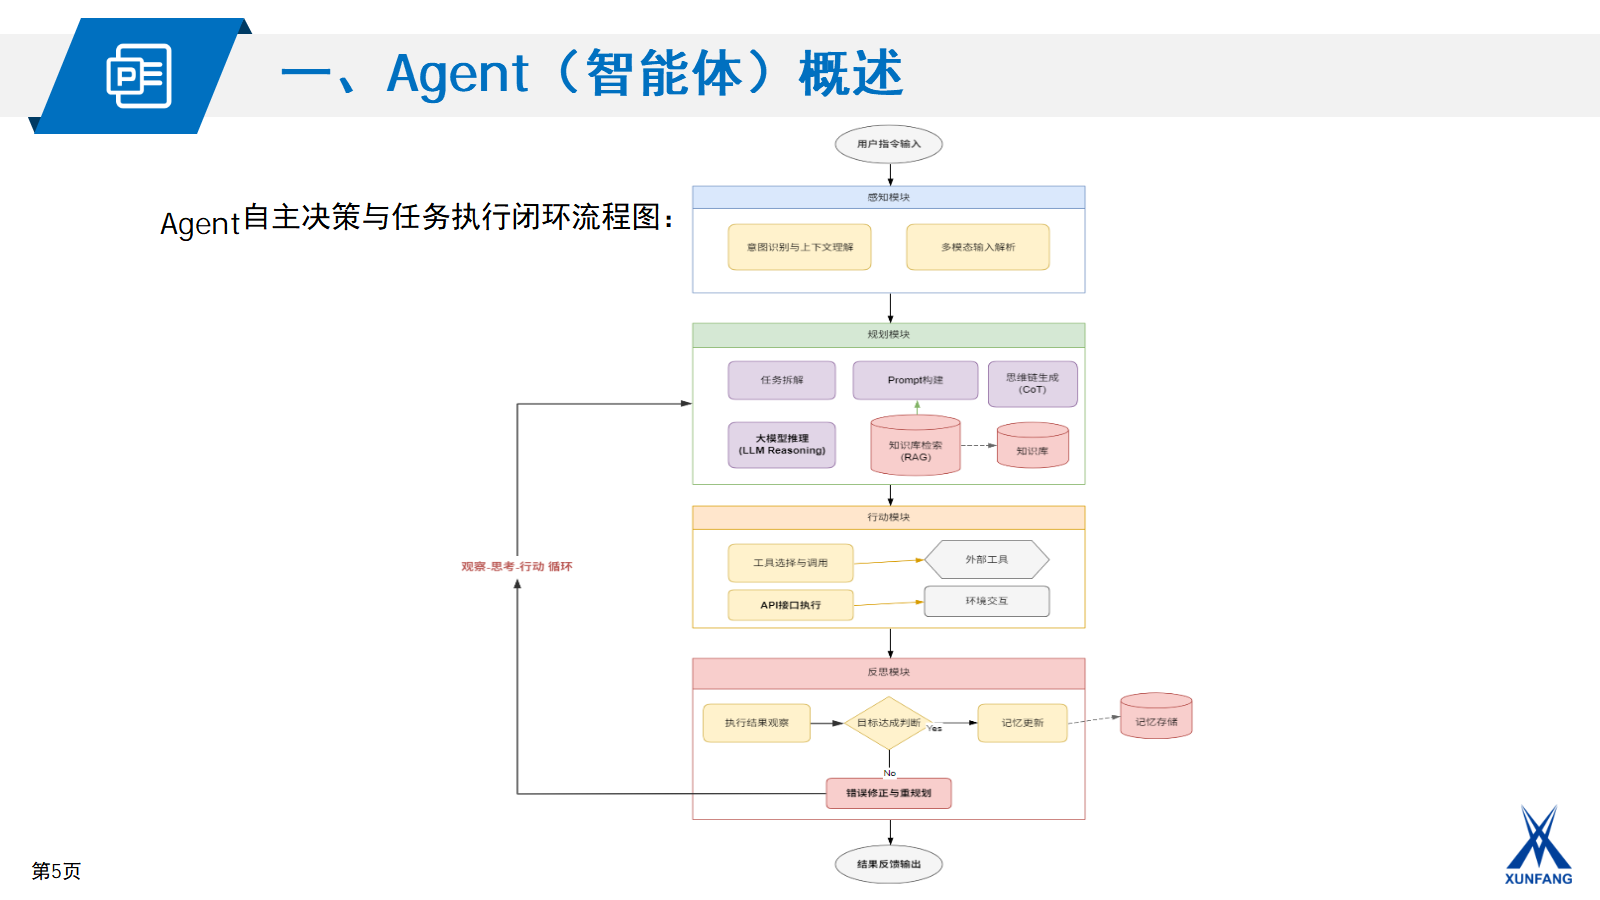 一、Agent（智能体）概述
Agent自主决策与任务执行闭环流程图：
用户指令输入
感知模块
意图识别与上下文理解
多模态输入解析
规划模块
任务拆解
Prompt构建
思维链生成
(CoT)
大模型推理
(LLM Reasoning)
知识库检索
(RAG)
知识库
行动模块
工具选择与调用
外部工具
API接口执行
环境交互
观察-思考-行动 循环
反思模块
执行结果观察
目标达成判断
Yes
记忆更新
记忆存储
No
错误修正与重规划
结果反馈输出
第5页
XUNFANG